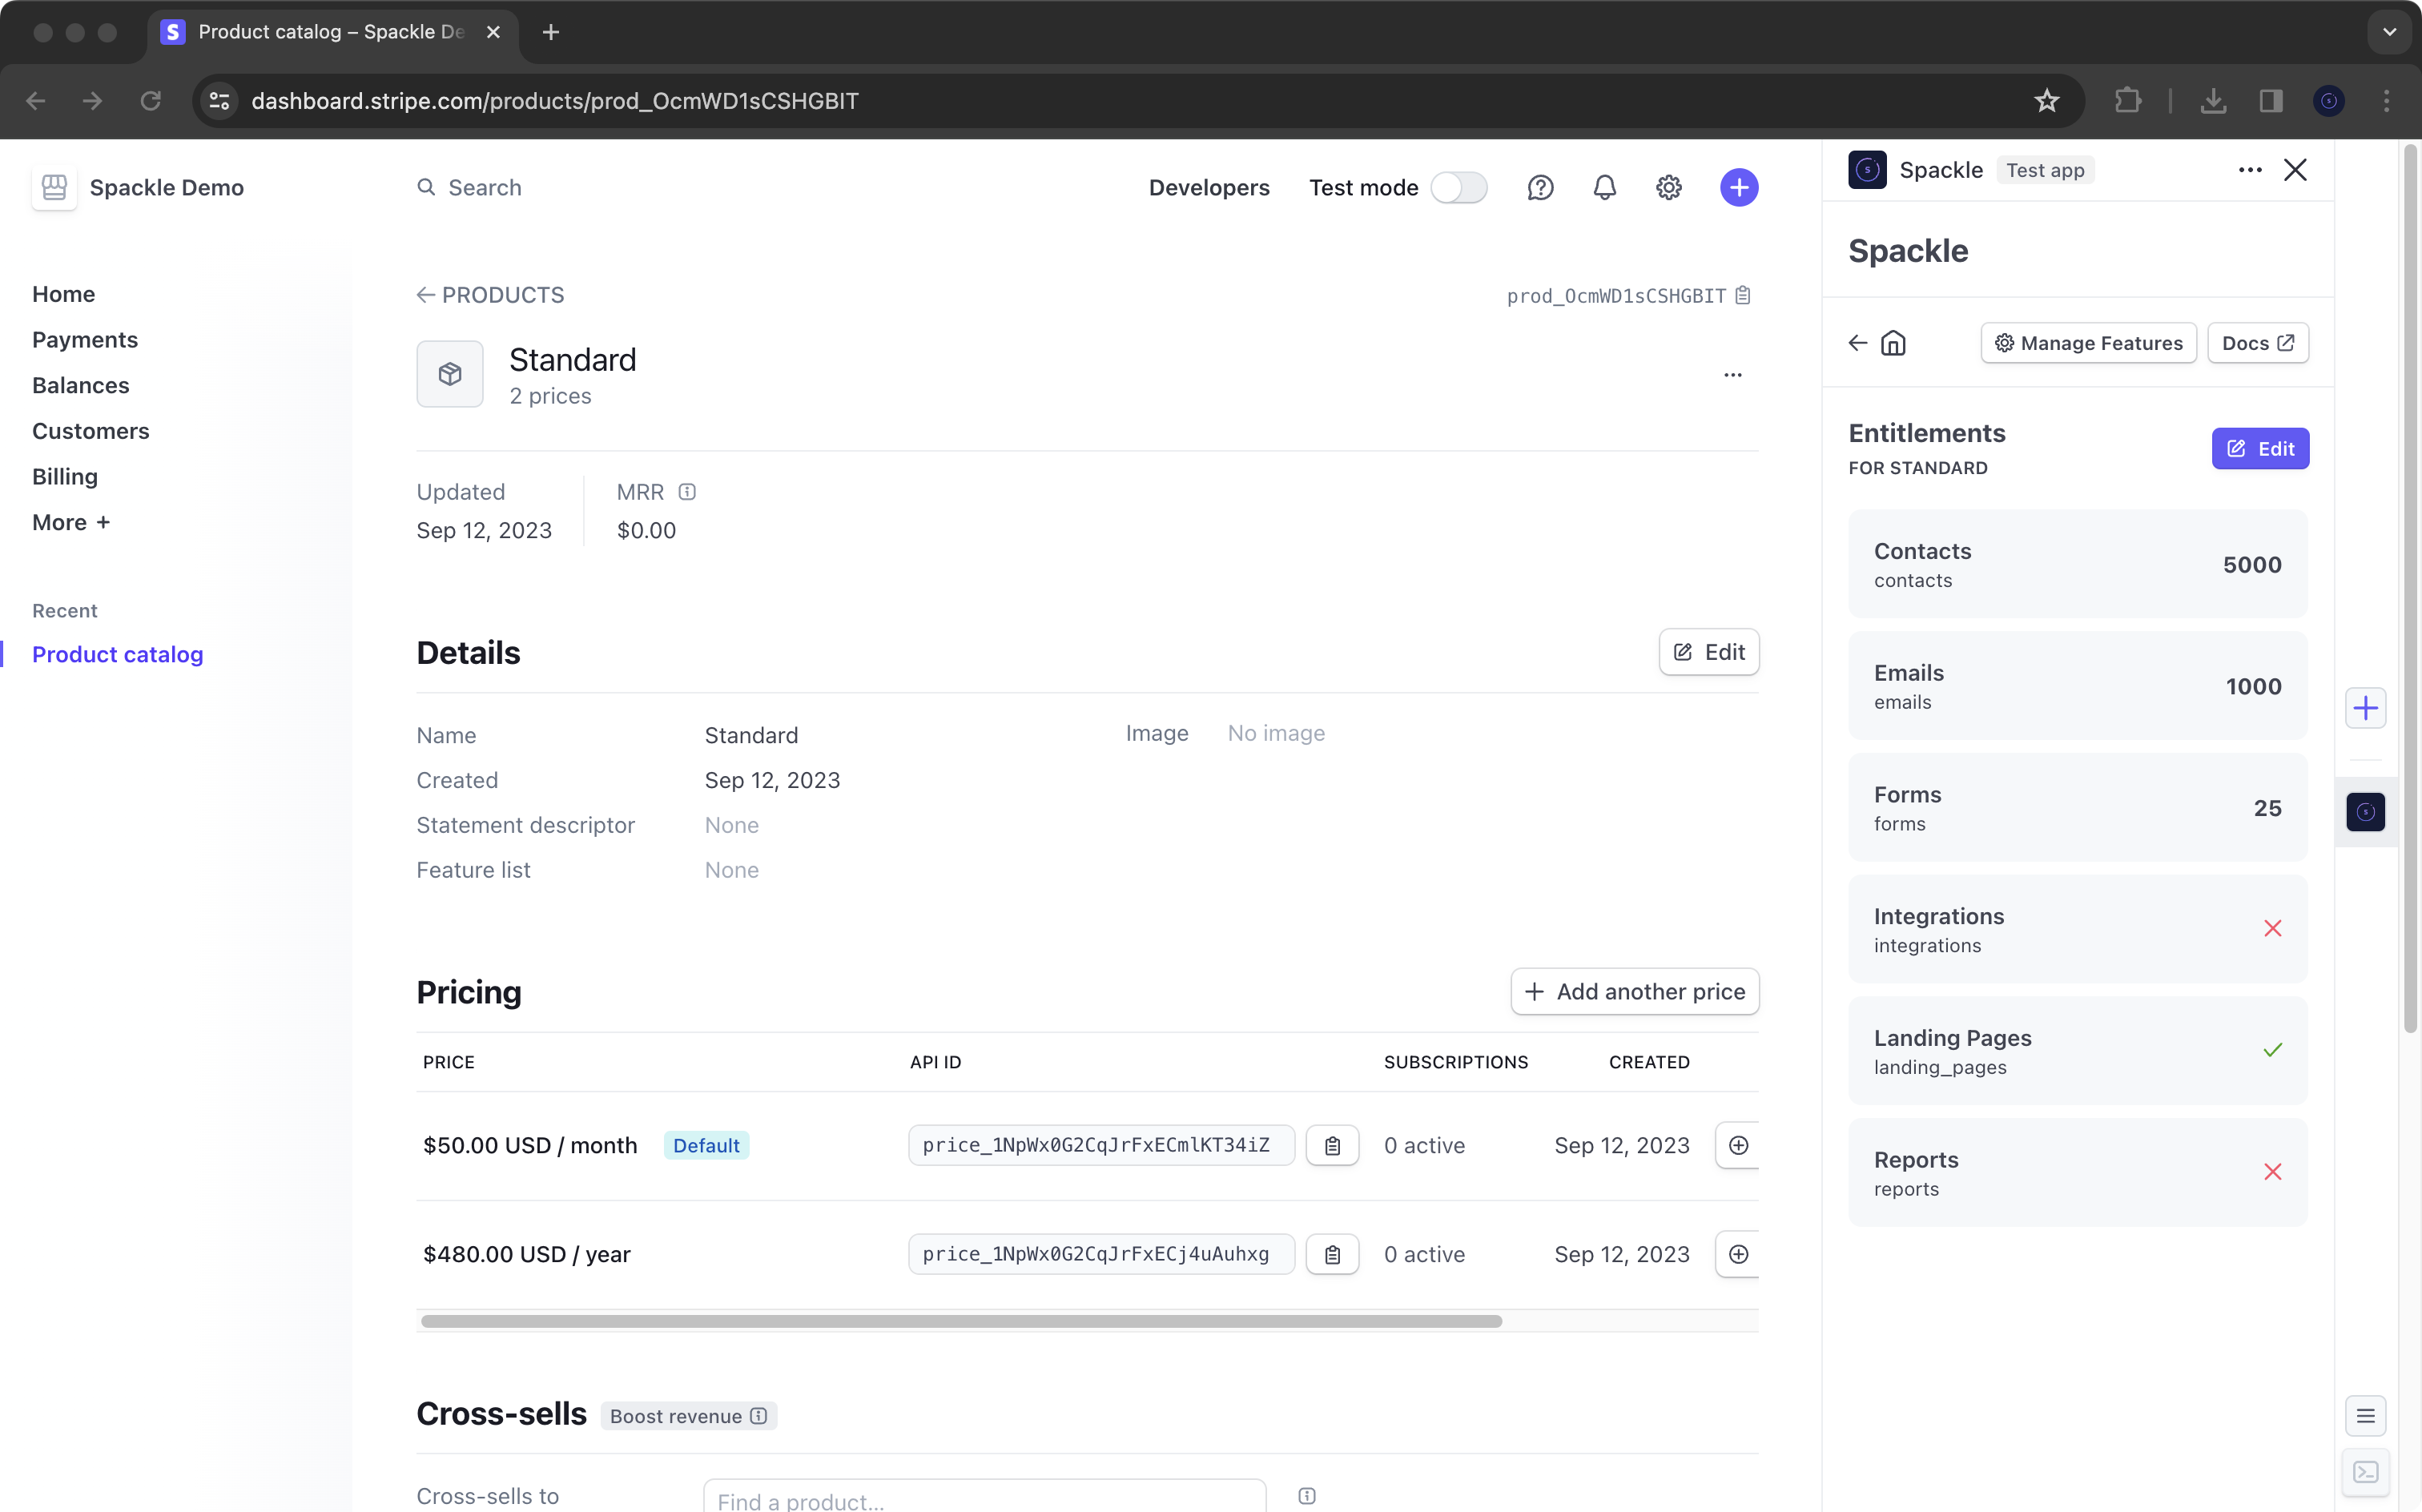 Product catalog – Spackle De
dashboard.stripe.com/products/prod_OcmWD1sCSHGBIT
Spackle Demo
Search
Developers
Test mode
Home
Payments
Balances
Customers
Billing
More +
Recent
Product catalog
PRODUCTS
prod_OcmWD1sCSHGBIT
Standard
2 prices
Updated
Sep 12, 2023
MRR
$0.00
Details
Edit
Name
Standard
Created
Sep 12, 2023
Statement descriptor
None
Feature list
None
Image
No image
Pricing
Add another price
PRICE API ID SUBSCRIPTIONS CREATED
$50.00 USD / month Default price_1NpWx0G2CqJrFxECmlKT34iZ 0 active Sep 12, 2023
$480.00 USD / year price_1NpWx0G2CqJrFxECj4uAuhxg 0 active Sep 12, 2023
Cross-sells
Boost revenue
Cross-sells to
Find a product...
Spackle
Test app
Spackle
Manage Features
Docs
Entitlements
FOR STANDARD
Edit
Contacts
contacts
5000
Emails
emails
1000
Forms
forms
25
Integrations
integrations
Landing Pages
landing_pages
Reports
reports